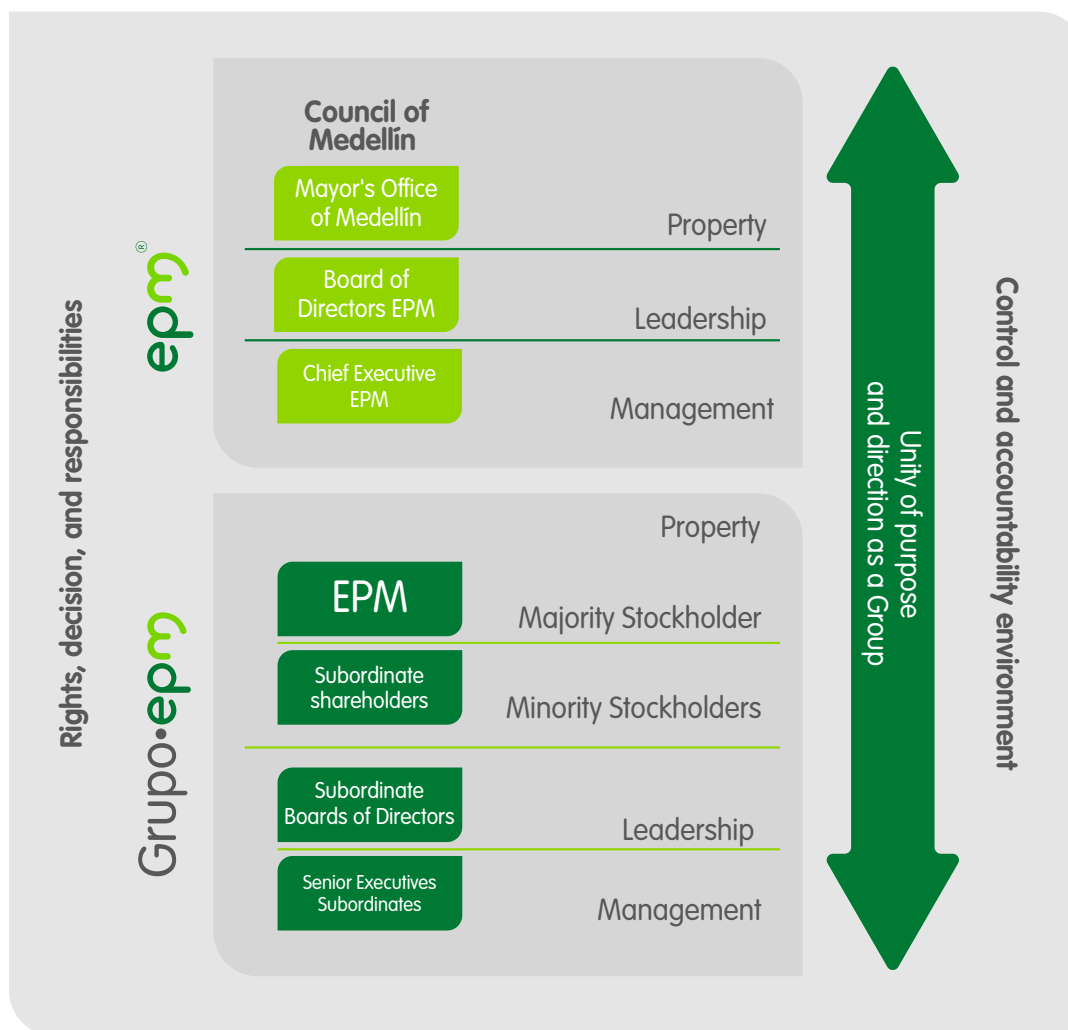 Rights, decision, and responsibilities
epm®
Council of
Medellín
Mayor's Office
of Medellín
Property
Board of
Directors EPM
Leadership
Chief Executive
EPM
Management
Grupo•epm
Property
EPM
Majority Stockholder
Subordinate
shareholders
Minority Stockholders
Subordinate
Boards of Directors
Leadership
Senior Executives
Subordinates
Management
Unity of purpose
and direction as a Group
Control and accountability environment